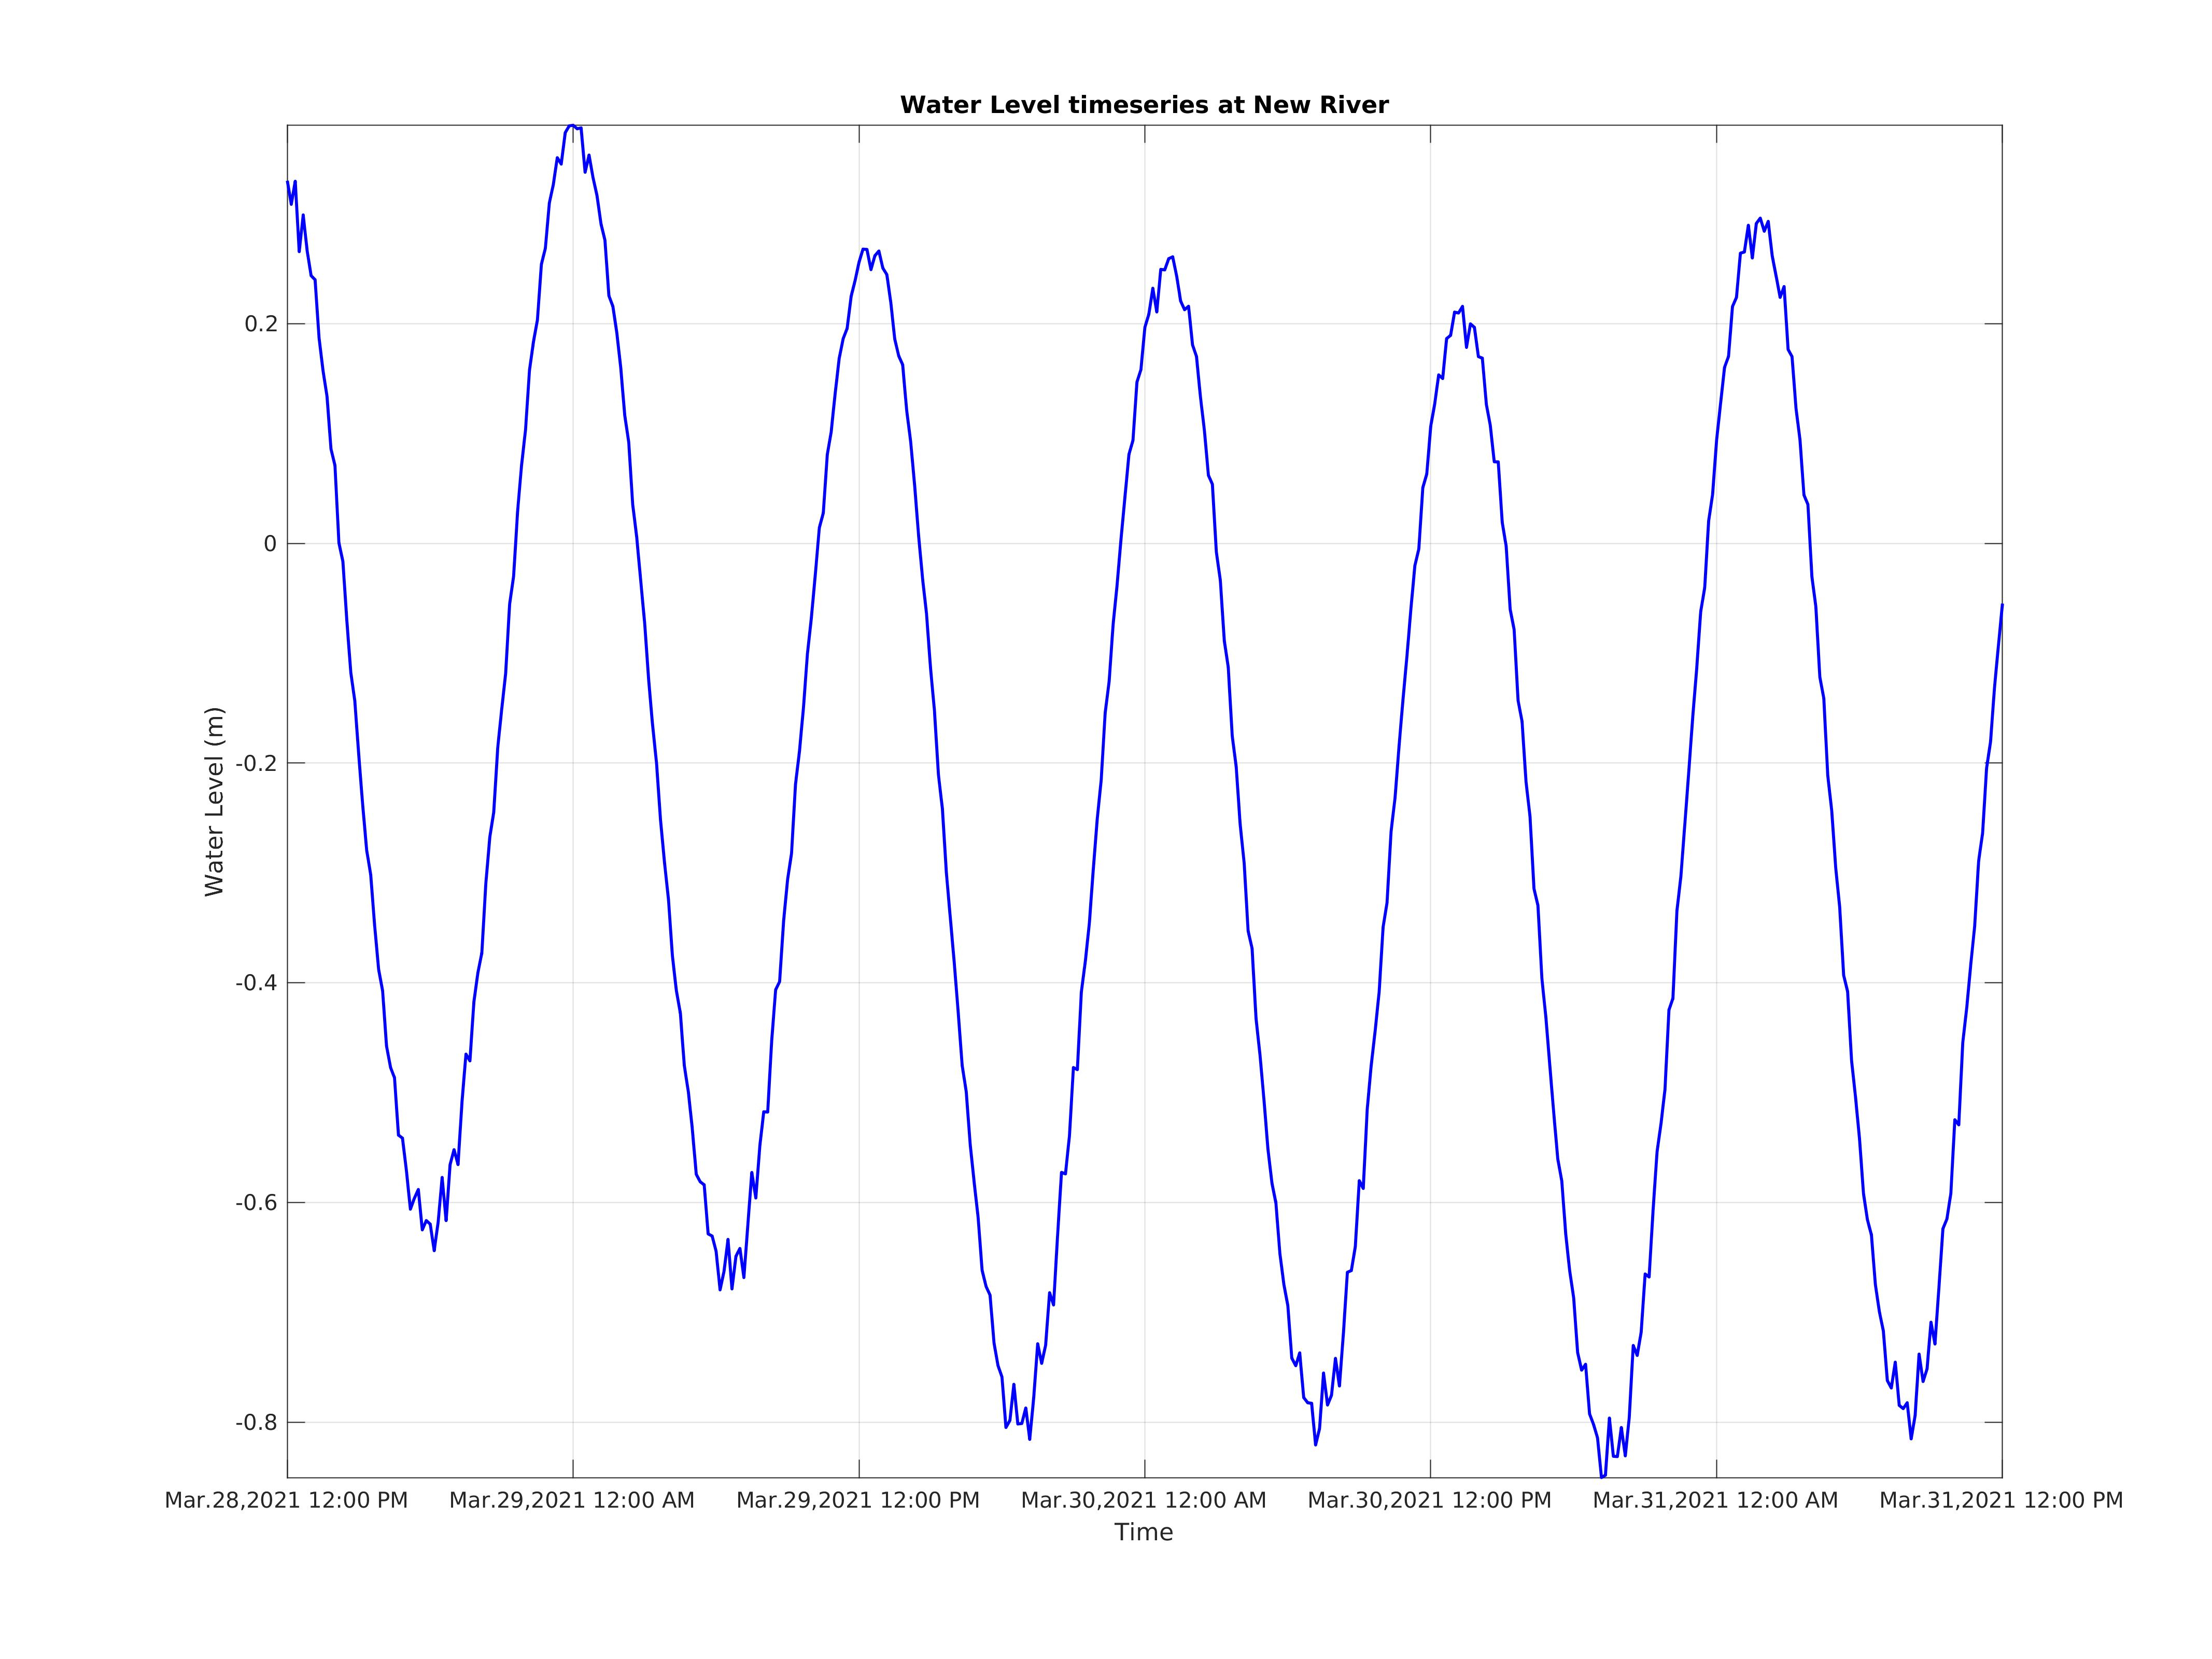 Water Level timeseries at New River
Water Level (m)
0.2
0
-0.2
-0.4
-0.6
-0.8
Mar.28,2021 12:00 PM
Mar.29,2021 12:00 AM
Mar.29,2021 12:00 PM
Mar.30,2021 12:00 AM
Mar.30,2021 12:00 PM
Mar.31,2021 12:00 AM
Mar.31,2021 12:00 PM
Time